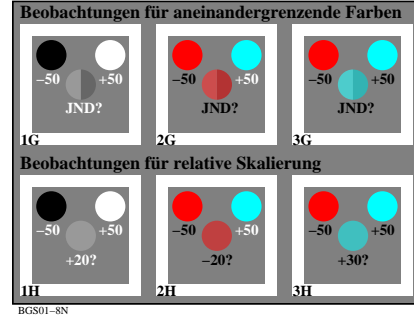 Beobachtungen für aneinandergrenzende Farben
−50 +50 −50 +50 −50 +50
JND? JND? JND?
1G 2G 3G
Beobachtungen für relative Skalierung
−50 +50 −50 +50 −50 +50
+20? −20? +30?
1H 2H 3H
BGS01−8N